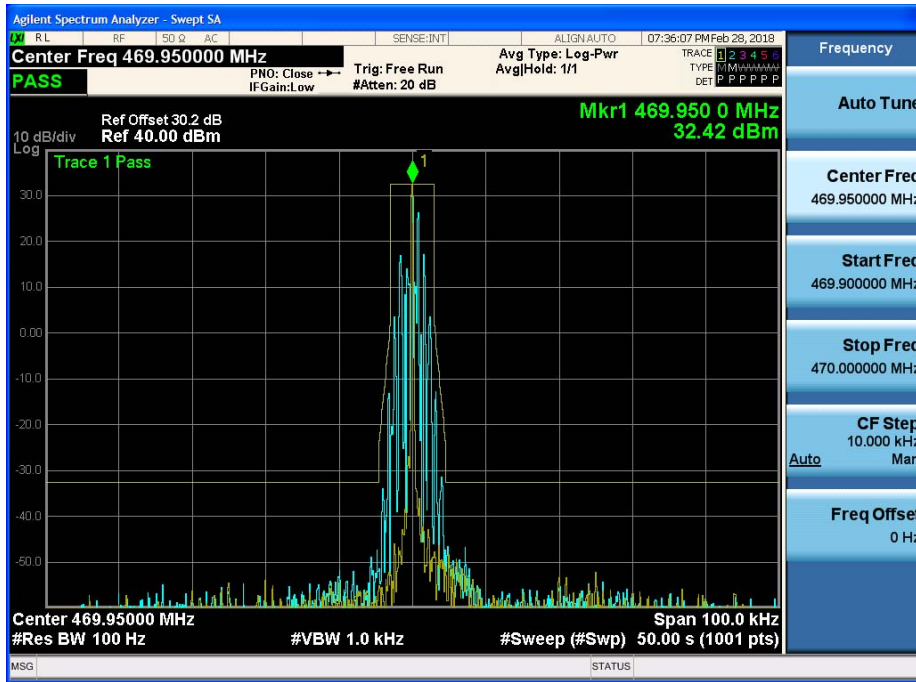 Agilent Spectrum Analyzer - Swept SA
LXI RL RF 50 Ω AC SENSE:INT ALIGN AUTO 07:36:07 PM Feb 28, 2018
Center Freq 469.950000 MHz
PASS
PNO: Close
IFGain:Low
Trig: Free Run
#Atten: 20 dB
Avg Type: Log-Pwr
Avg|Hold: 1/1
TRACE 1 2 3 4 5 6
TYPE M M W W W W
DET P P P P P P
Mkr1 469.950 0 MHz
32.42 dBm
Ref Offset 30.2 dB
10 dB/div Ref 40.00 dBm
Log
Trace 1 Pass
1
30.0
20.0
10.0
0.00
-10.0
-20.0
-30.0
-40.0
-50.0
Center 469.95000 MHz Span 100.0 kHz
#Res BW 100 Hz #VBW 1.0 kHz #Sweep (#Swp) 50.00 s (1001 pts)
MSG STATUS
Frequency
Auto Tune
Center Freq
469.950000 MHz
Start Freq
469.900000 MHz
Stop Freq
470.000000 MHz
CF Step
10.000 kHz
Auto Man
Freq Offset
0 Hz